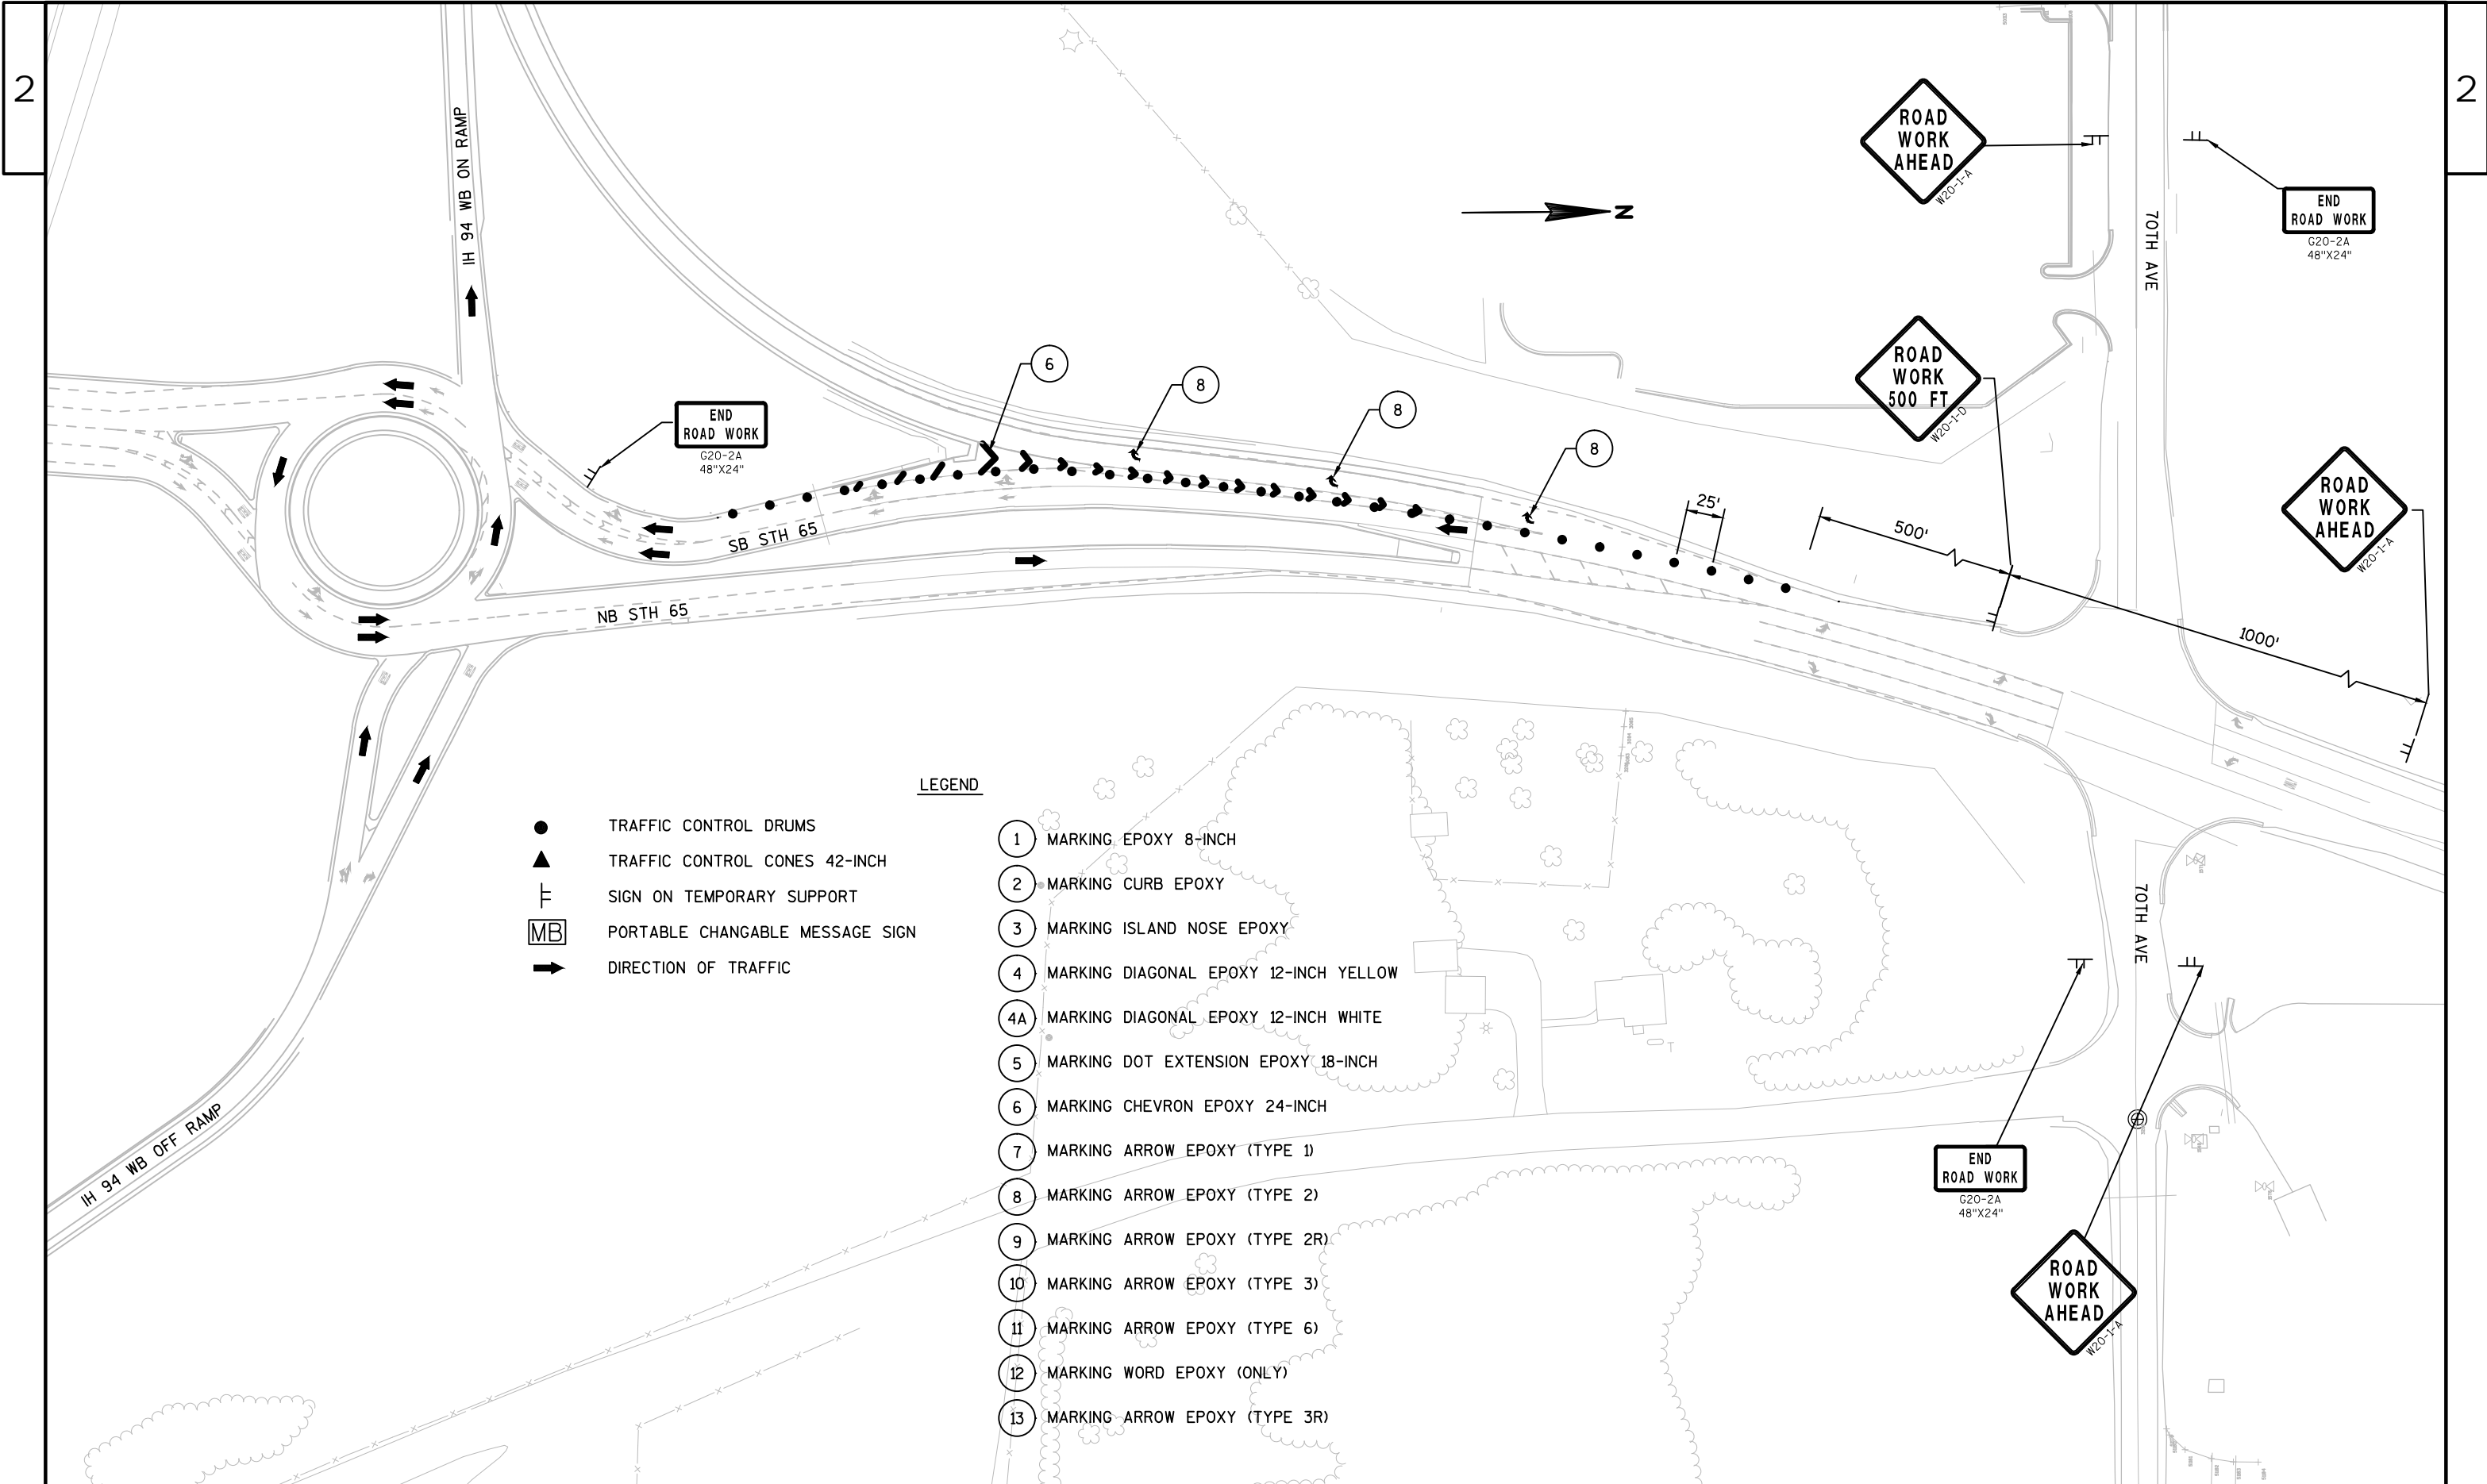 2
2
IH 94 WB ON RAMP
N
ROAD
WORK
AHEAD
W20-1-A
END
ROAD WORK
G20-2A
48"X24"
70TH AVE
ROAD
WORK
500 FT
W20-1-D
ROAD
WORK
AHEAD
W20-1-A
6
8
8
8
END
ROAD WORK
G20-2A
48"X24"
25'
500'
1000'
SB STH 65
NB STH 65
LEGEND
TRAFFIC CONTROL DRUMS
TRAFFIC CONTROL CONES 42-INCH
SIGN ON TEMPORARY SUPPORT
MB PORTABLE CHANGABLE MESSAGE SIGN
DIRECTION OF TRAFFIC
1 MARKING EPOXY 8-INCH
2 MARKING CURB EPOXY
3 MARKING ISLAND NOSE EPOXY
4 MARKING DIAGONAL EPOXY 12-INCH YELLOW
4A MARKING DIAGONAL EPOXY 12-INCH WHITE
5 MARKING DOT EXTENSION EPOXY 18-INCH
6 MARKING CHEVRON EPOXY 24-INCH
7 MARKING ARROW EPOXY (TYPE 1)
8 MARKING ARROW EPOXY (TYPE 2)
9 MARKING ARROW EPOXY (TYPE 2R)
10 MARKING ARROW EPOXY (TYPE 3)
11 MARKING ARROW EPOXY (TYPE 6)
12 MARKING WORD EPOXY (ONLY)
13 MARKING ARROW EPOXY (TYPE 3R)
70TH AVE
IH 94 WB OFF RAMP
END
ROAD WORK
G20-2A
48"X24"
ROAD
WORK
AHEAD
W20-1-A